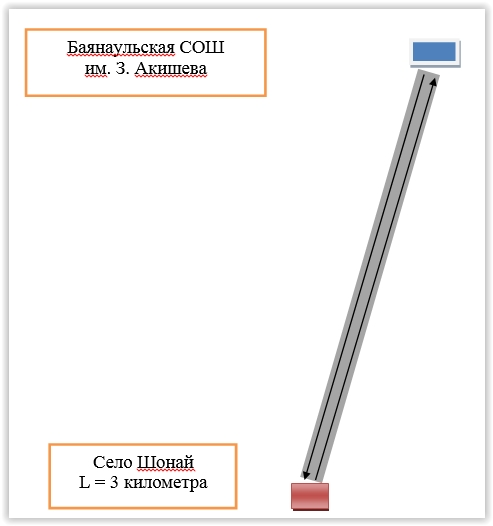 Баянаульская СОШ
им. З. Акишева
Село Шонай
L = 3 километра